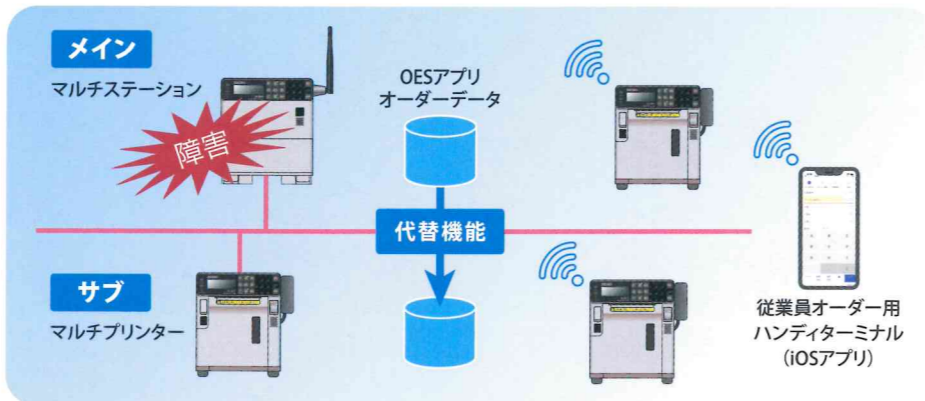 メイン
マルチステーション
障害
OESアプリ
オーダーデータ
代替機能
サブ
マルチプリンター
従業員オーダー用
ハンディターミナル
(iOSアプリ)